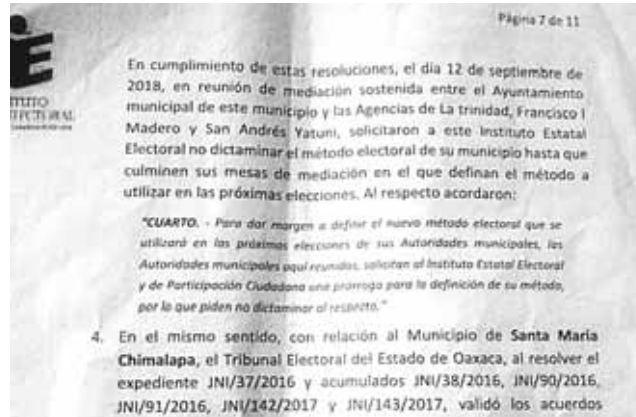 Página 7 de 11
En cumplimiento de estas resoluciones, el día 12 de septiembre de
2018, en reunión de mediación sostenida entre el Ayuntamiento
municipal de este municipio y las Agencias de La trinidad, Francisco I
Madero y San Andrés Yatuni, solicitaron a este Instituto Estatal
Electoral no dictaminar el método electoral de su municipio hasta que
culminen sus mesas de mediación en el que definan el método a
utilizar en las próximas elecciones. Al respecto acordaron:
"CUARTO. - Para dar margen a definir el nuevo método electoral que se
utilizará en las próximas elecciones de sus Autoridades municipales, las
Autoridades municipales aquí reunidas, solicitan al Instituto Estatal Electoral
y de Participación Ciudadana una prórroga para la definición de su método,
por lo que piden no dictaminar al respecto."
4. En el mismo sentido, con relación al Municipio de Santa María
Chimalapa, el Tribunal Electoral del Estado de Oaxaca, al resolver el
expediente JNI/37/2016 y acumulados JNI/38/2016, JNI/90/2016,
JNI/91/2016, JNI/142/2017 y JNI/143/2017, validó los acuerdos